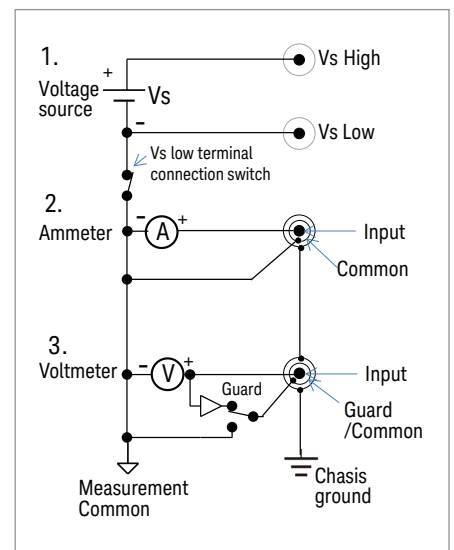 1.
+
Vs High
Voltage
source
Vs
-
Vs Low
Vs low terminal
connection switch
2.
Ammeter
-
A
+
Input
Common
3.
Voltmeter
-
V
+
Guard
Input
Guard
/Common
Measurement
Common
Chasis
ground